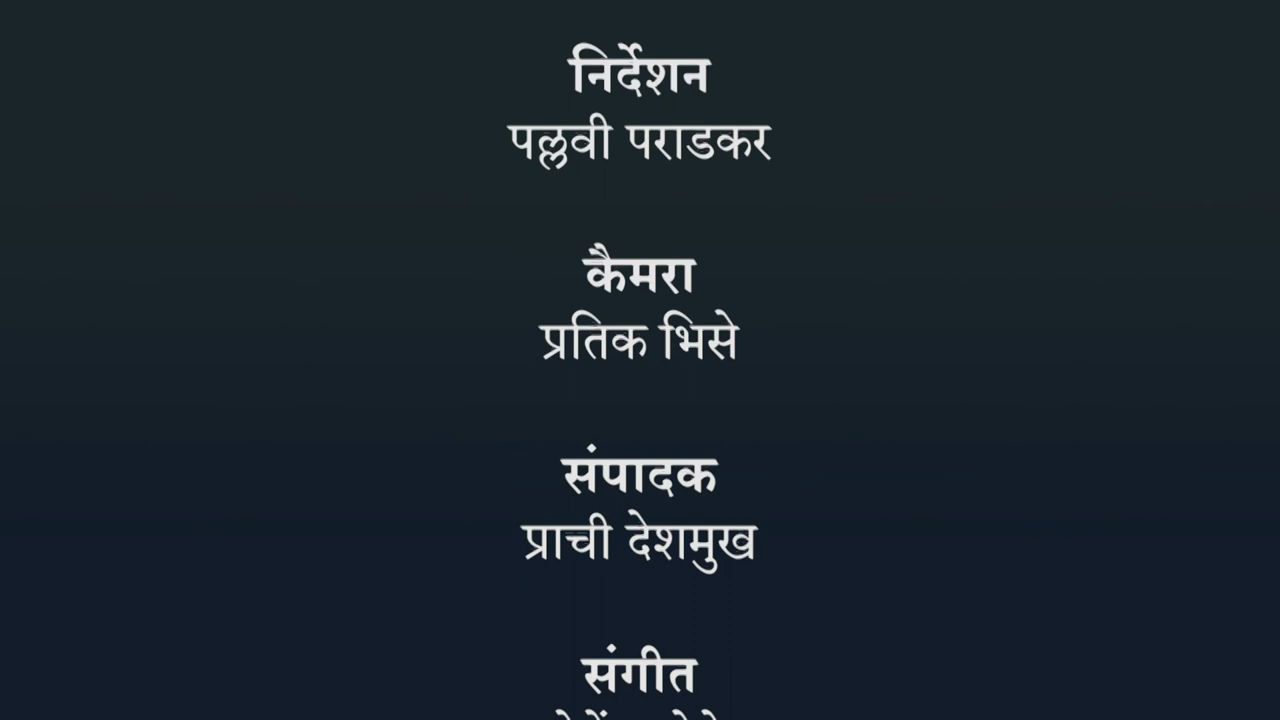 निर्देशन
पल्लवी पराडकर
कैमरा
प्रतिक भिसे
संपादक
प्राची देशमुख
संगीत